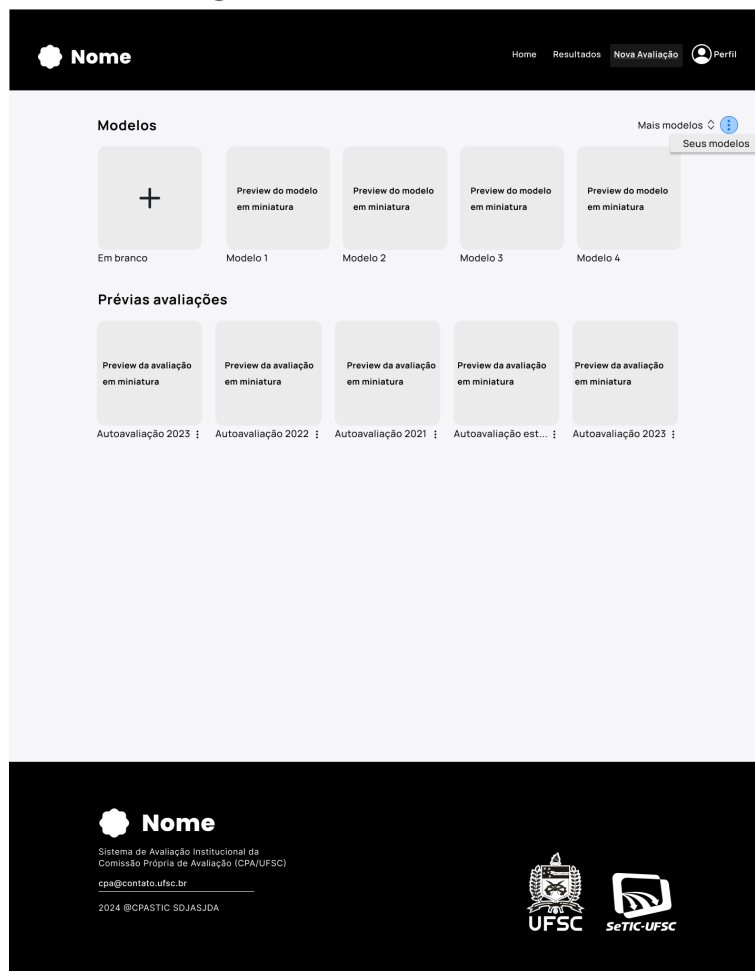 Nome
Home Resultados Nova Avaliação Perfil
Modelos
Mais modelos
Seus modelos
Preview do modelo
em miniatura
Preview do modelo
em miniatura
Preview do modelo
em miniatura
Preview do modelo
em miniatura
Em branco Modelo 1 Modelo 2 Modelo 3 Modelo 4
Prévias avaliações
Preview da avaliação
em miniatura
Preview da avaliação
em miniatura
Preview da avaliação
em miniatura
Preview da avaliação
em miniatura
Preview da avaliação
em miniatura
Autoavaliação 2023 Autoavaliação 2022 Autoavaliação 2021 Autoavaliação est... Autoavaliação 2023
Nome
Sistema de Avaliação Institucional da
Comissão Própria de Avaliação (CPA/UFSC)
cpa@contato.ufsc.br
2024 @CPASTIC SDJASJDA
UFSC
SeTIC-UFSC